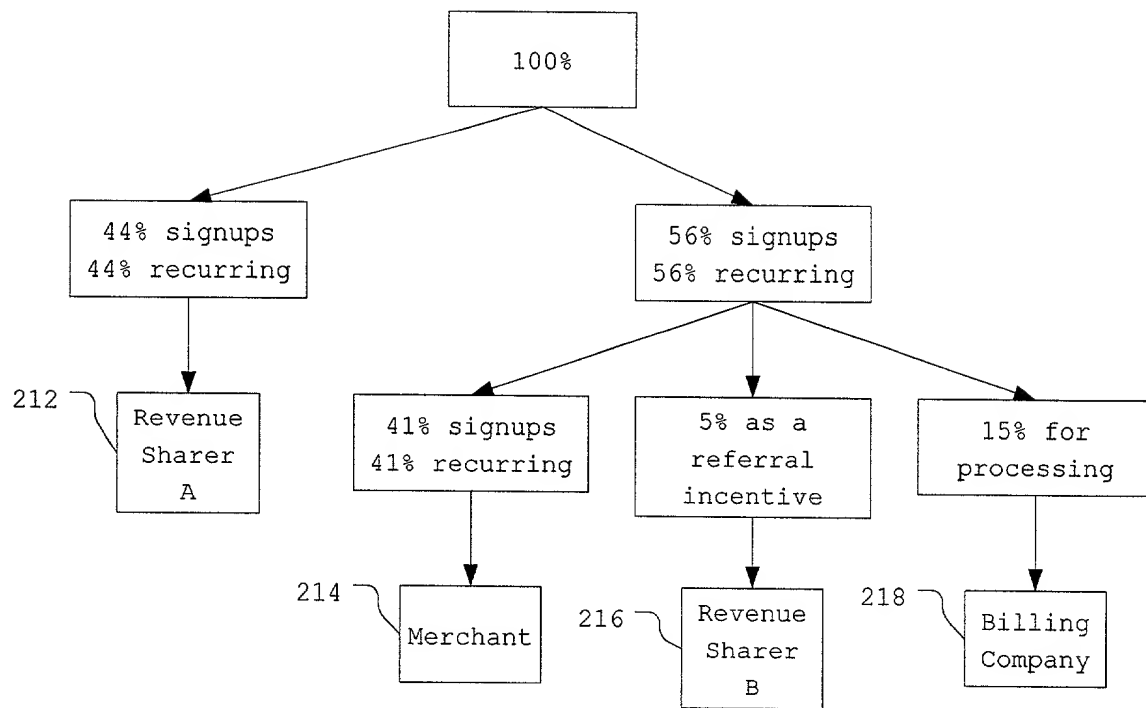 100%
44% signups
44% recurring
56% signups
56% recurring
212
Revenue
Sharer
A
41% signups
41% recurring
5% as a
referral
incentive
15% for
processing
214
Merchant
216
Revenue
Sharer
B
218
Billing
Company